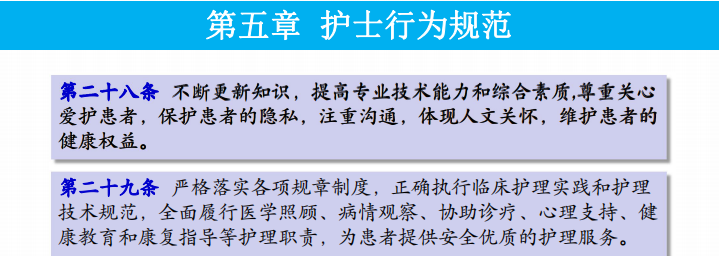 第五章 护士行为规范
第二十八条 不断更新知识，提高专业技术能力和综合素质,尊重关心
爱护患者，保护患者的隐私，注重沟通，体现人文关怀，维护患者的
健康权益。
第二十九条 严格落实各项规章制度，正确执行临床护理实践和护理
技术规范，全面履行医学照顾、病情观察、协助诊疗、心理支持、健
康教育和康复指导等护理职责，为患者提供安全优质的护理服务。